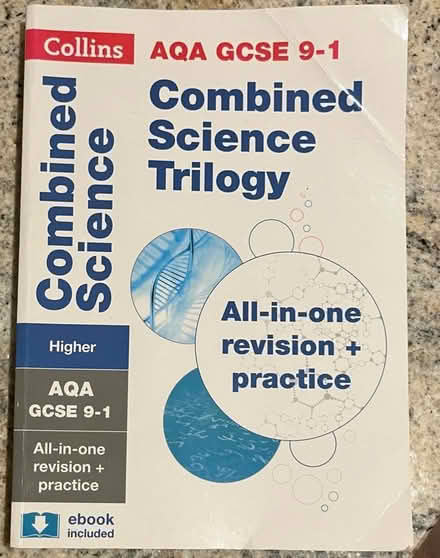 Collins
AQA GCSE 9-1
Combined
Science
Trilogy
Combined
Science
All-in-one
revision +
practice
Higher
AQA
GCSE 9-1
All-in-one
revision +
practice
ebook
included